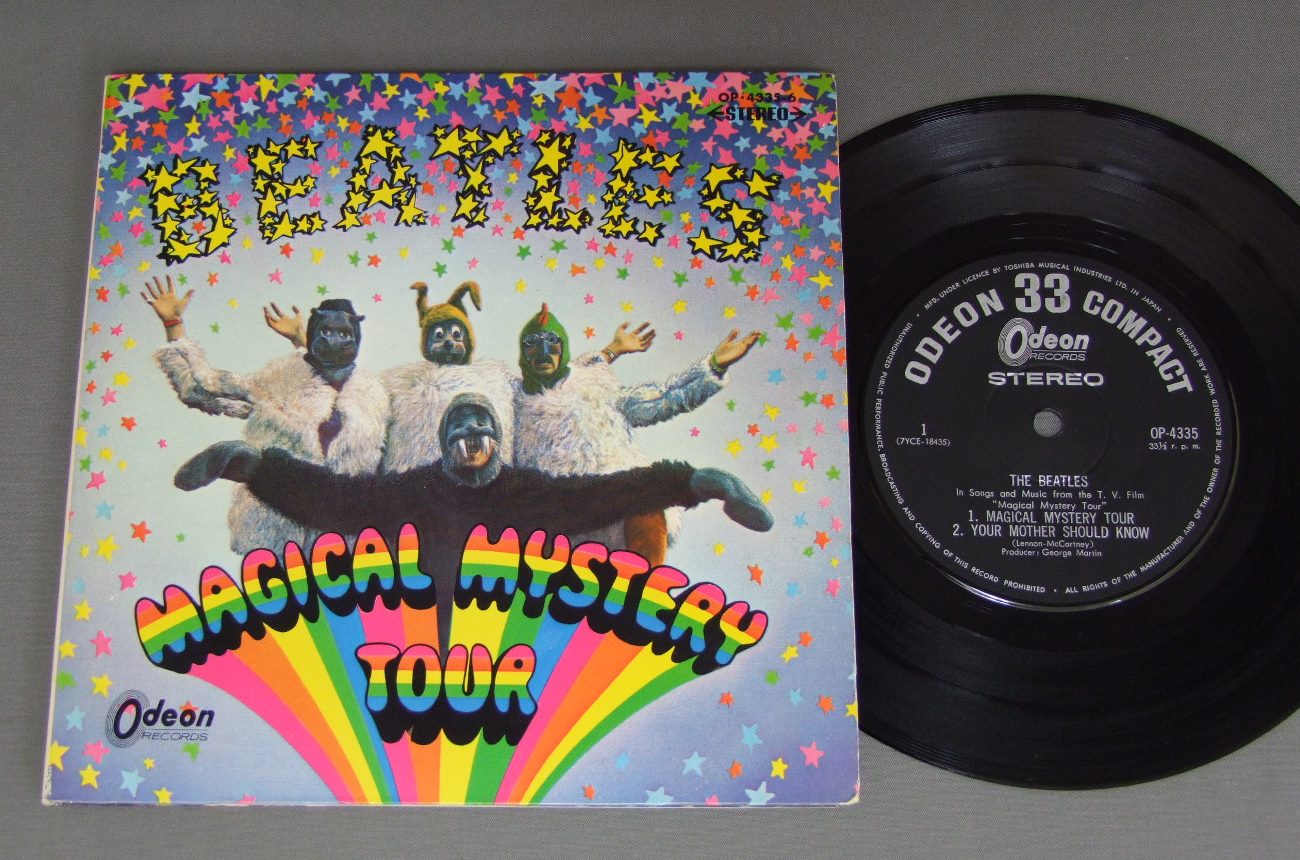 OP·4335-6
STEREO
BEATLES
MAGICAL MYSTERY
TOUR
Odeon
RECORDS
MFD. UNDER LICENCE BY TOSHIBA MUSICAL INDUSTRIES LTD. IN JAPAN • UNAUTHORIZED PUBLIC PERFORMANCE, BROADCASTING AND COPYING OF THIS RECORD PROHIBITED • ALL RIGHTS OF THE MANUFACTURER AND OF THE OWNER OF THE RECORDED WORK ARE RESERVED •
ODEON 33 COMPACT
Odeon
RECORDS
STEREO
1
(7YCE-18435)
OP-4335
33⅓ r. p. m.
THE BEATLES
In Songs and Music from the T. V. Film
"Magical Mystery Tour"
1. MAGICAL MYSTERY TOUR
2. YOUR MOTHER SHOULD KNOW
(Lennon-McCartney)
Producer: George Martin